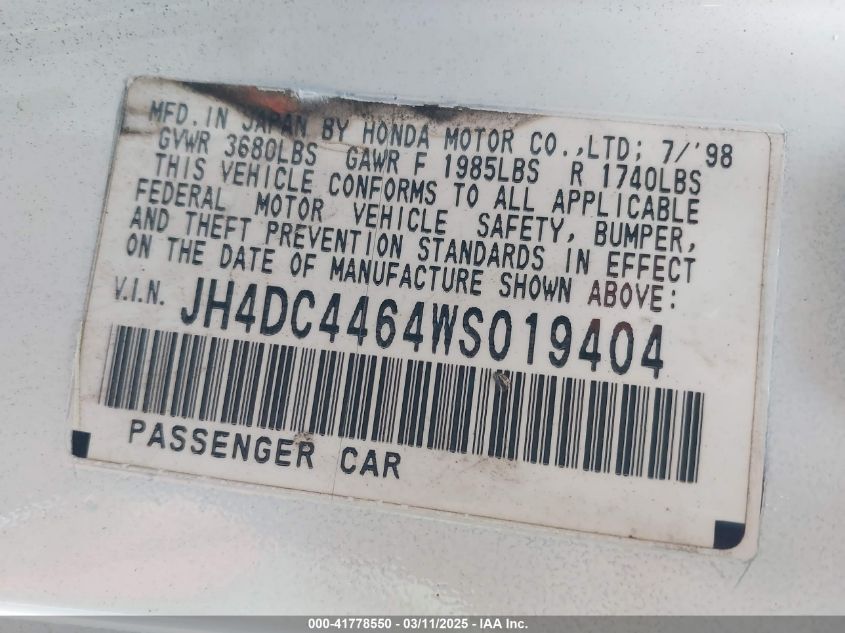 MFD. IN JAPAN BY HONDA MOTOR CO.,LTD; 7/'98
GVWR 3680LBS GAWR F 1985LBS R 1740LBS
THIS VEHICLE CONFORMS TO ALL APPLICABLE
FEDERAL MOTOR VEHICLE SAFETY, BUMPER,
AND THEFT PREVENTION STANDARDS IN EFFECT
ON THE DATE OF MANUFACTURE SHOWN ABOVE:
V.I.N. JH4DC4464WS019404
PASSENGER CAR
000-41778550 - 03/11/2025 - IAA Inc.